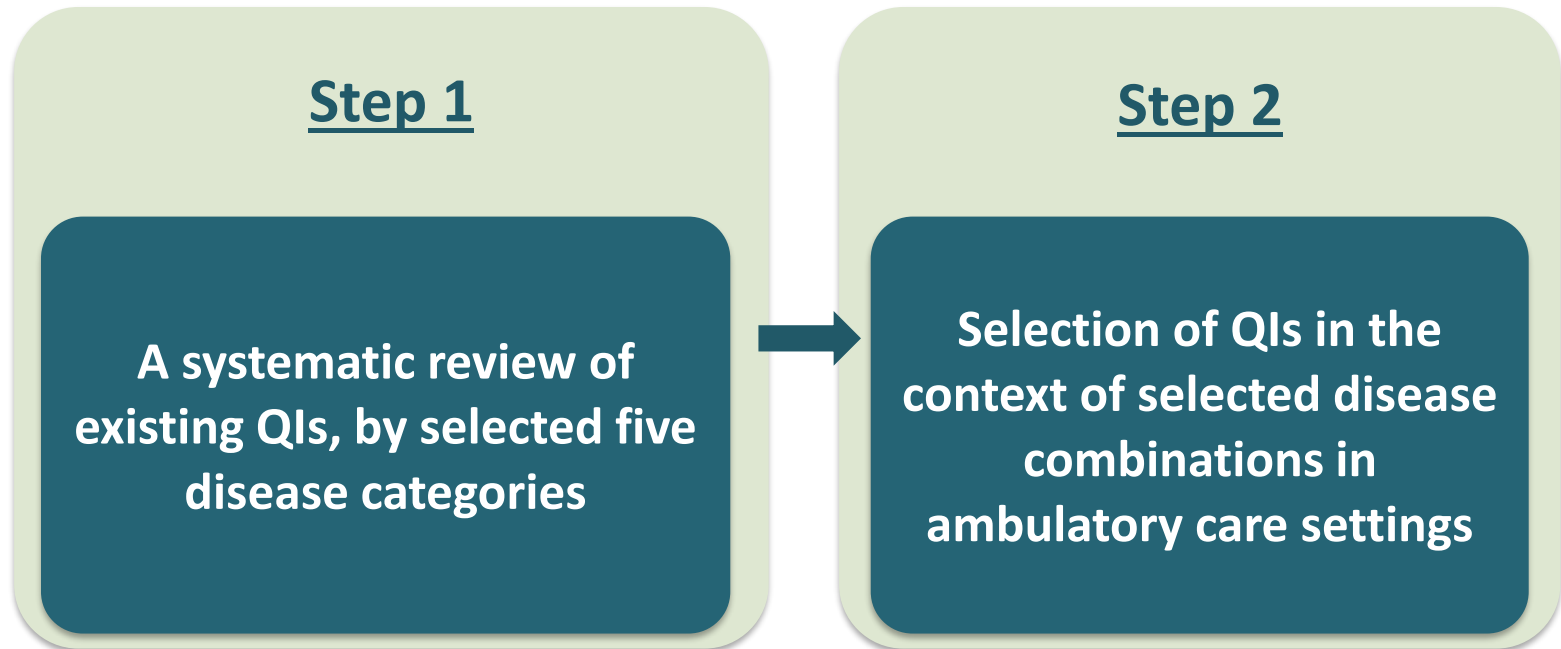 Step 1
A systematic review of
existing QIs, by selected five
disease categories
Step 2
Selection of QIs in the
context of selected disease
combinations in
ambulatory care settings